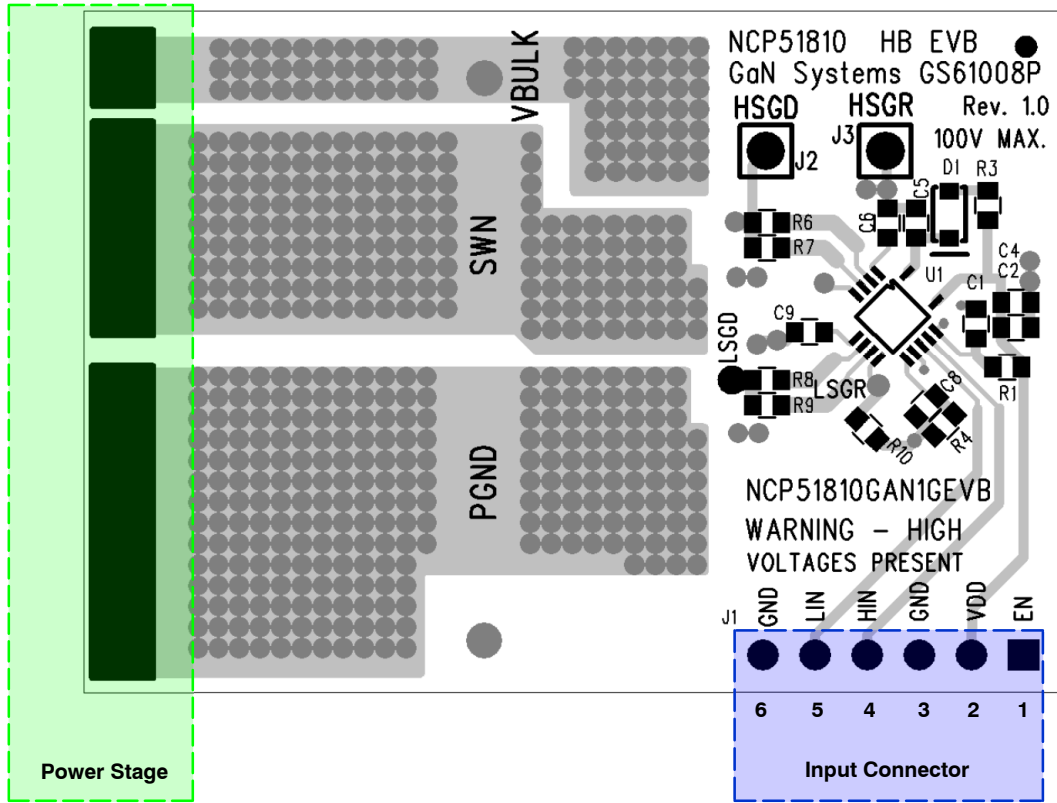 NCP51810 HB EVB
GaN Systems GS61008P
HSGD HSGR Rev. 1.0
J3 100V MAX.
J2
VBULK
C5 D1 R3
C6
R6
R7
SWN
C4
U1 C2
C1
C9
LSGD
R8
LSGR
R9
R1
C8
R10 R4
PGND
NCP51810GAN1GEVB
WARNING - HIGH
VOLTAGES PRESENT
J1 GND LIN HIN GND VDD EN
6 5 4 3 2 1
Power Stage
Input Connector